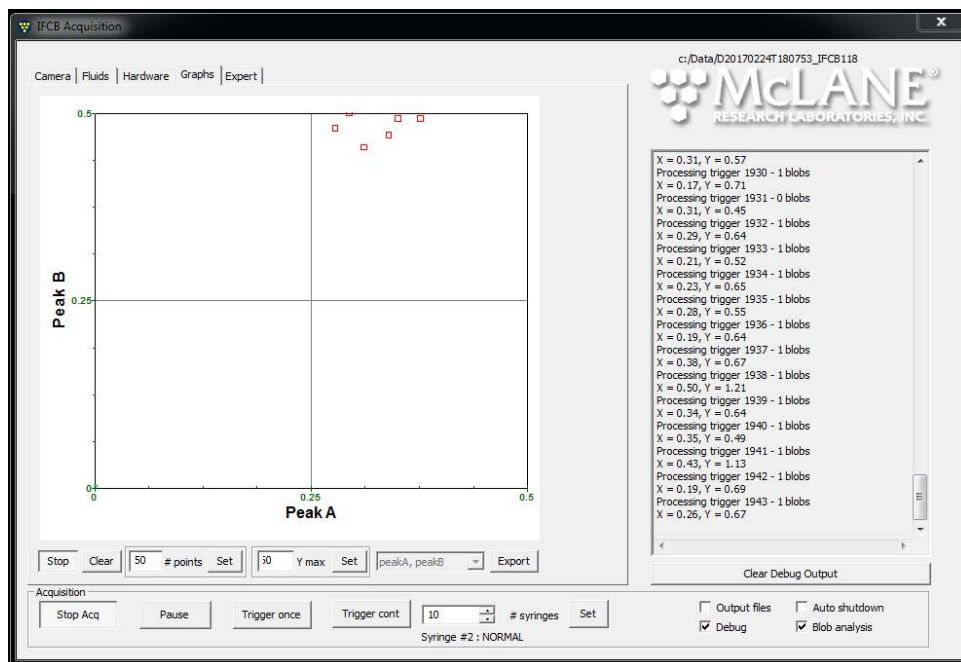 IFCB Acquisition
X
c:/Data/D20170224T180753_IFCB118
McLANE®
RESEARCH LABORATORIES, INC.
Camera Fluids Hardware Graphs Expert
0.5
Peak B
0.25
0
0 0.25 0.5
Peak A
X = 0.31, Y = 0.57
Processing trigger 1930 - 1 blobs
X = 0.17, Y = 0.71
Processing trigger 1931 - 0 blobs
X = 0.31, Y = 0.45
Processing trigger 1932 - 1 blobs
X = 0.29, Y = 0.64
Processing trigger 1933 - 1 blobs
X = 0.21, Y = 0.52
Processing trigger 1934 - 1 blobs
X = 0.23, Y = 0.65
Processing trigger 1935 - 1 blobs
X = 0.28, Y = 0.55
Processing trigger 1936 - 1 blobs
X = 0.19, Y = 0.64
Processing trigger 1937 - 1 blobs
X = 0.38, Y = 0.67
Processing trigger 1938 - 1 blobs
X = 0.50, Y = 1.21
Processing trigger 1939 - 1 blobs
X = 0.34, Y = 0.64
Processing trigger 1940 - 1 blobs
X = 0.35, Y = 0.49
Processing trigger 1941 - 1 blobs
X = 0.43, Y = 1.13
Processing trigger 1942 - 1 blobs
X = 0.19, Y = 0.69
Processing trigger 1943 - 1 blobs
X = 0.26, Y = 0.67
Stop Clear 50 # points Set Y max Set peakA, peakB Export
Clear Debug Output
Acquisition
Stop Acq Pause Trigger once Trigger cont 10 # syringes Set
Syringe #2 : NORMAL
Output files Auto shutdown
Debug Blob analysis